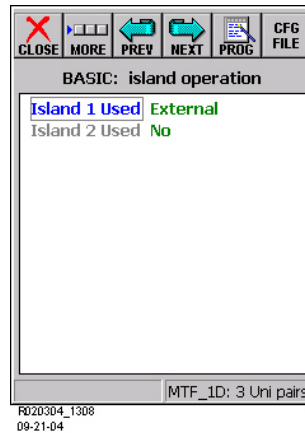 CLOSE MORE PREV NEXT PROG CFG FILE
BASIC: island operation
Island 1 Used External
Island 2 Used No
MTF_1D: 3 Uni pairs
R020304_1308
09-21-04